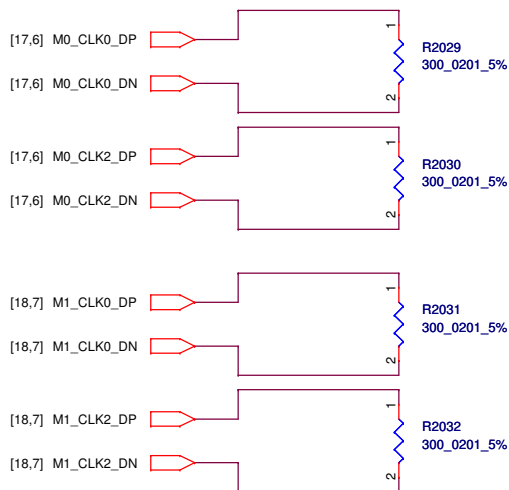 [17,6] M0_CLK0_DP
1
R2029
300_0201_5%
[17,6] M0_CLK0_DN
2
[17,6] M0_CLK2_DP
1
R2030
300_0201_5%
[17,6] M0_CLK2_DN
2
[18,7] M1_CLK0_DP
1
R2031
300_0201_5%
[18,7] M1_CLK0_DN
2
[18,7] M1_CLK2_DP
1
R2032
300_0201_5%
[18,7] M1_CLK2_DN
2